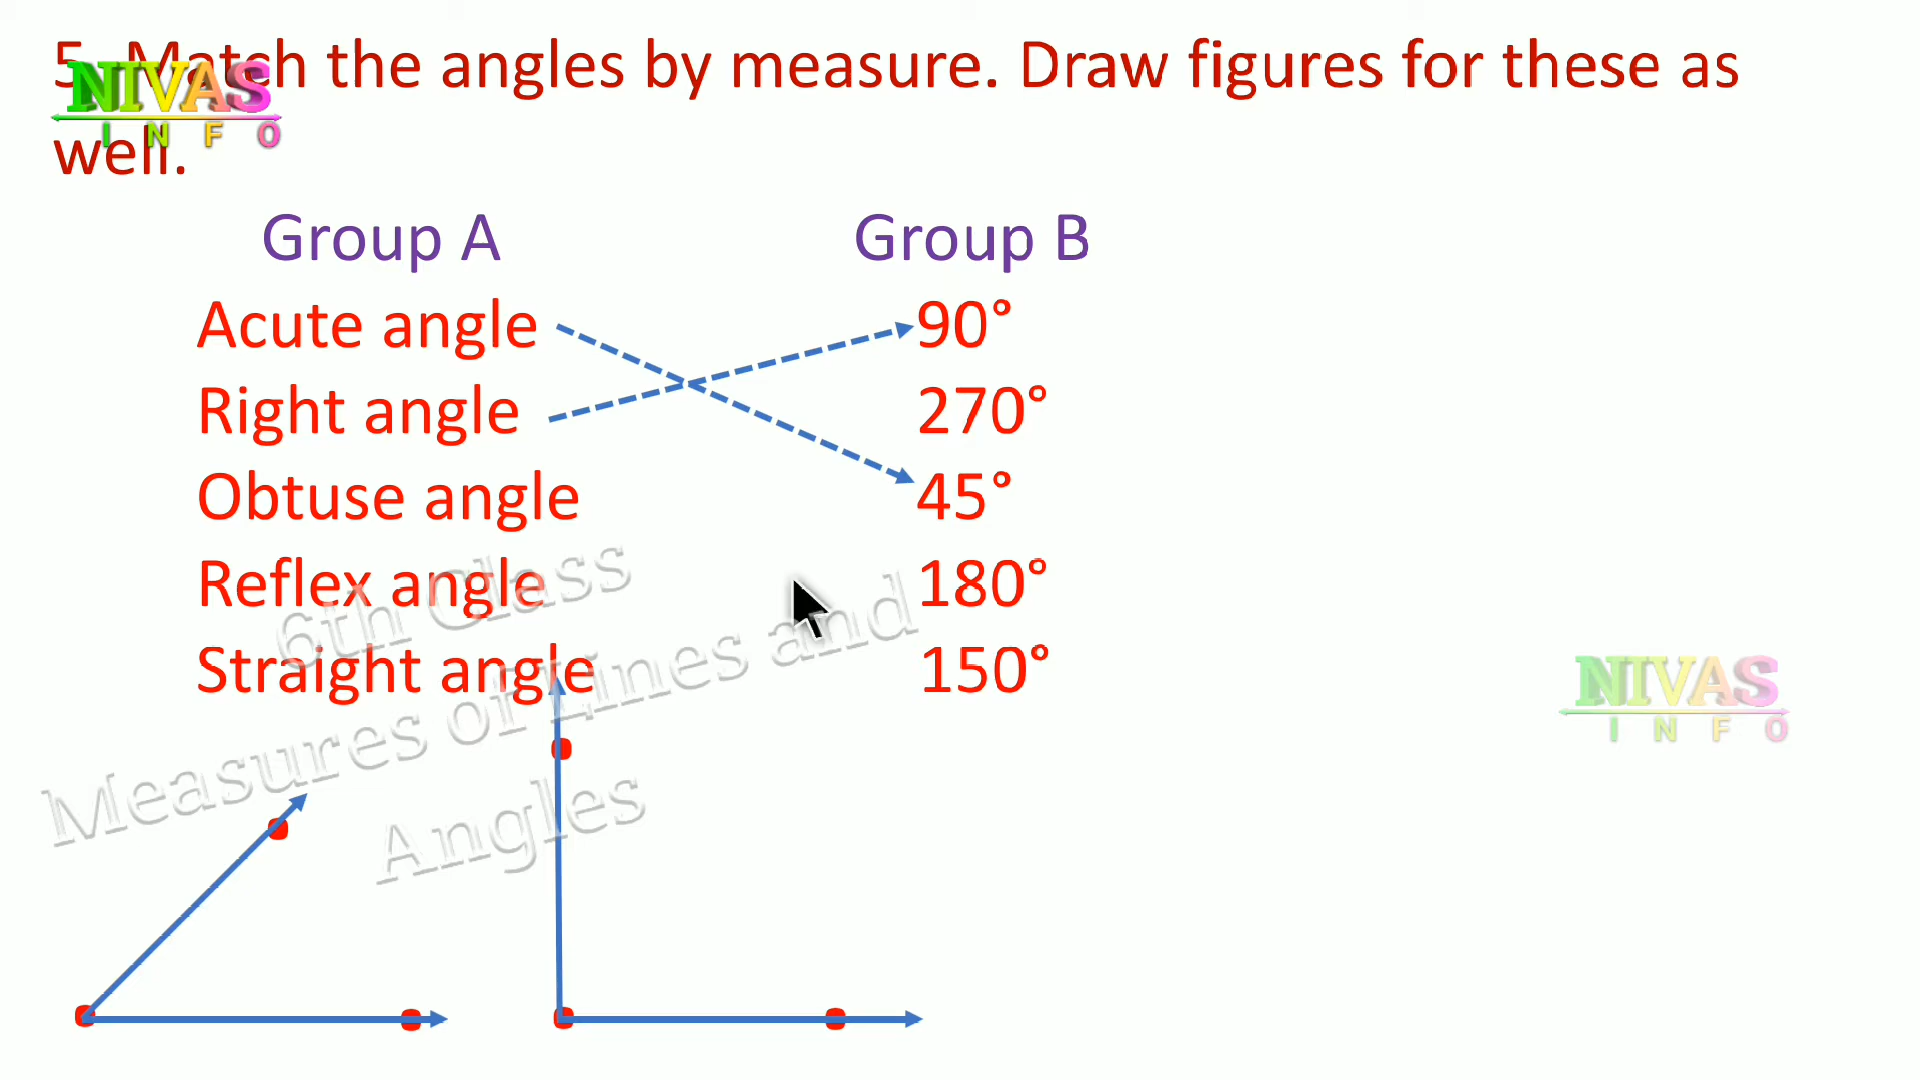 5. Match the angles by measure. Draw figures for these as
well.
NIVAS
INFO
Group A Group B
Acute angle 90°
Right angle 270°
Obtuse angle 45°
Reflex angle 180°
Straight angle 150°
6th Class
Measures of Lines and
Angles
NIVAS
INFO